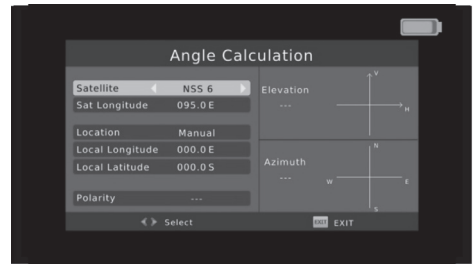 Angle Calculation
Satellite NSS 6
Sat Longitude 095.0 E
Location Manual
Local Longitude 000.0 E
Local Latitude 000.0 S
Polarity ---
Elevation
---
V
H
Azimuth
---
N
W E
S
Select
EXIT EXIT